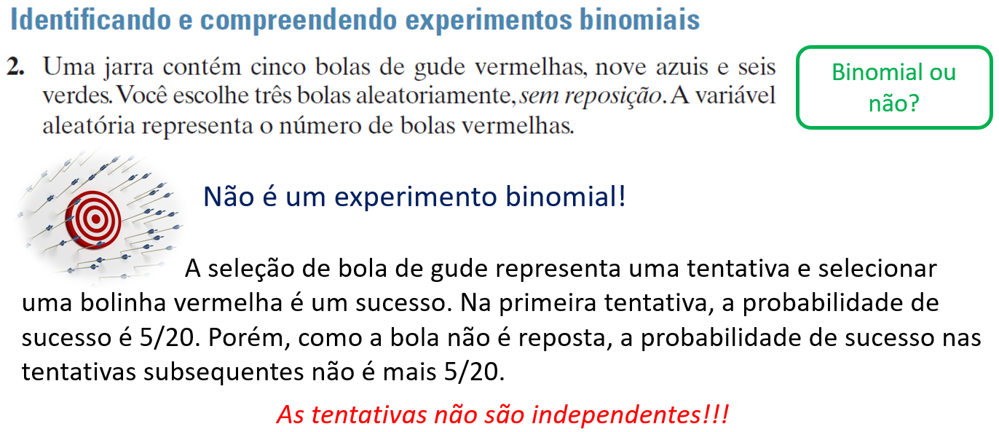 Identificando e compreendendo experimentos binomiais
2. Uma jarra contém cinco bolas de gude vermelhas, nove azuis e seis
verdes. Você escolhe três bolas aleatoriamente, sem reposição. A variável
aleatória representa o número de bolas vermelhas.
Binomial ou
não?
Não é um experimento binomial!
A seleção de bola de gude representa uma tentativa e selecionar
uma bolinha vermelha é um sucesso. Na primeira tentativa, a probabilidade de
sucesso é 5/20. Porém, como a bola não é reposta, a probabilidade de sucesso nas
tentativas subsequentes não é mais 5/20.
As tentativas não são independentes!!!